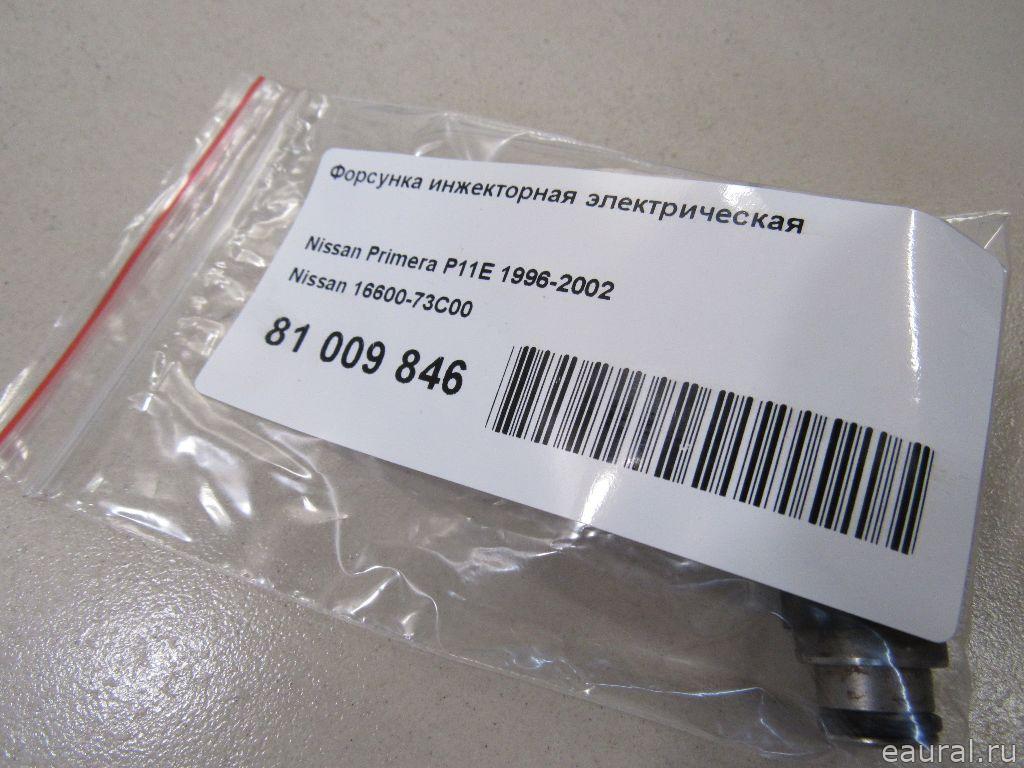 Форсунка инжекторная электрическая
Nissan Primera P11E 1996-2002
Nissan 16600-73C00
81 009 846
eaural.ru